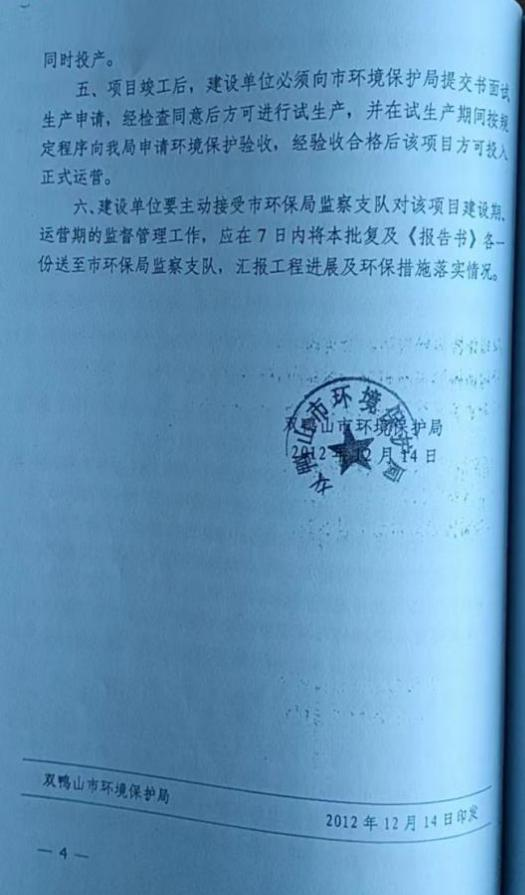 同时投产。
五、项目竣工后，建设单位必须向市环境保护局提交书面试
生产申请，经检查同意后方可进行试生产，并在试生产期间按规
定程序向我局申请环境保护验收，经验收合格后该项目方可投入
正式运营。
六、建设单位要主动接受市环保局监察支队对该项目建设期、
运营期的监督管理工作，应在7日内将本批复及《报告书》各一
份送至市环保局监察支队，汇报工程进展及环保措施落实情况。
双鸭山市环境保护局
双鸭山市环境保护局
2012年12月14日
双鸭山市环境保护局
2012年12月14日印发
— 4 —